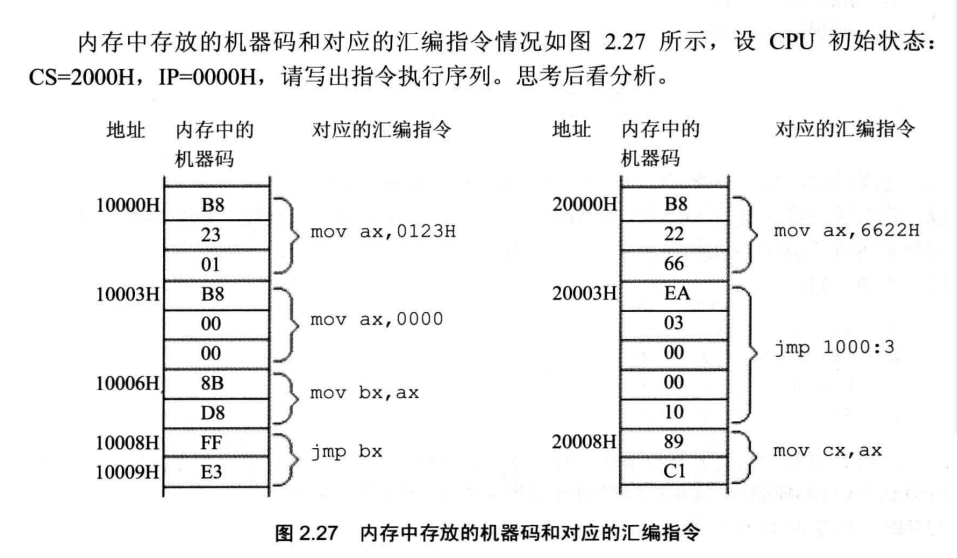 内存中存放的机器码和对应的汇编指令情况如图 2.27 所示，设 CPU 初始状态：
CS=2000H，IP=0000H，请写出指令执行序列。思考后看分析。
地址 内存中的 对应的汇编指令 地址 内存中的 对应的汇编指令
机器码 机器码
10000H B8 20000H B8
23 mov ax,0123H 22 mov ax,6622H
01 66
10003H B8 20003H EA
00 mov ax,0000 03
00 00 jmp 1000:3
10006H 8B 00
D8 mov bx,ax 10
10008H FF 20008H 89
10009H E3 jmp bx C1 mov cx,ax
图 2.27 内存中存放的机器码和对应的汇编指令